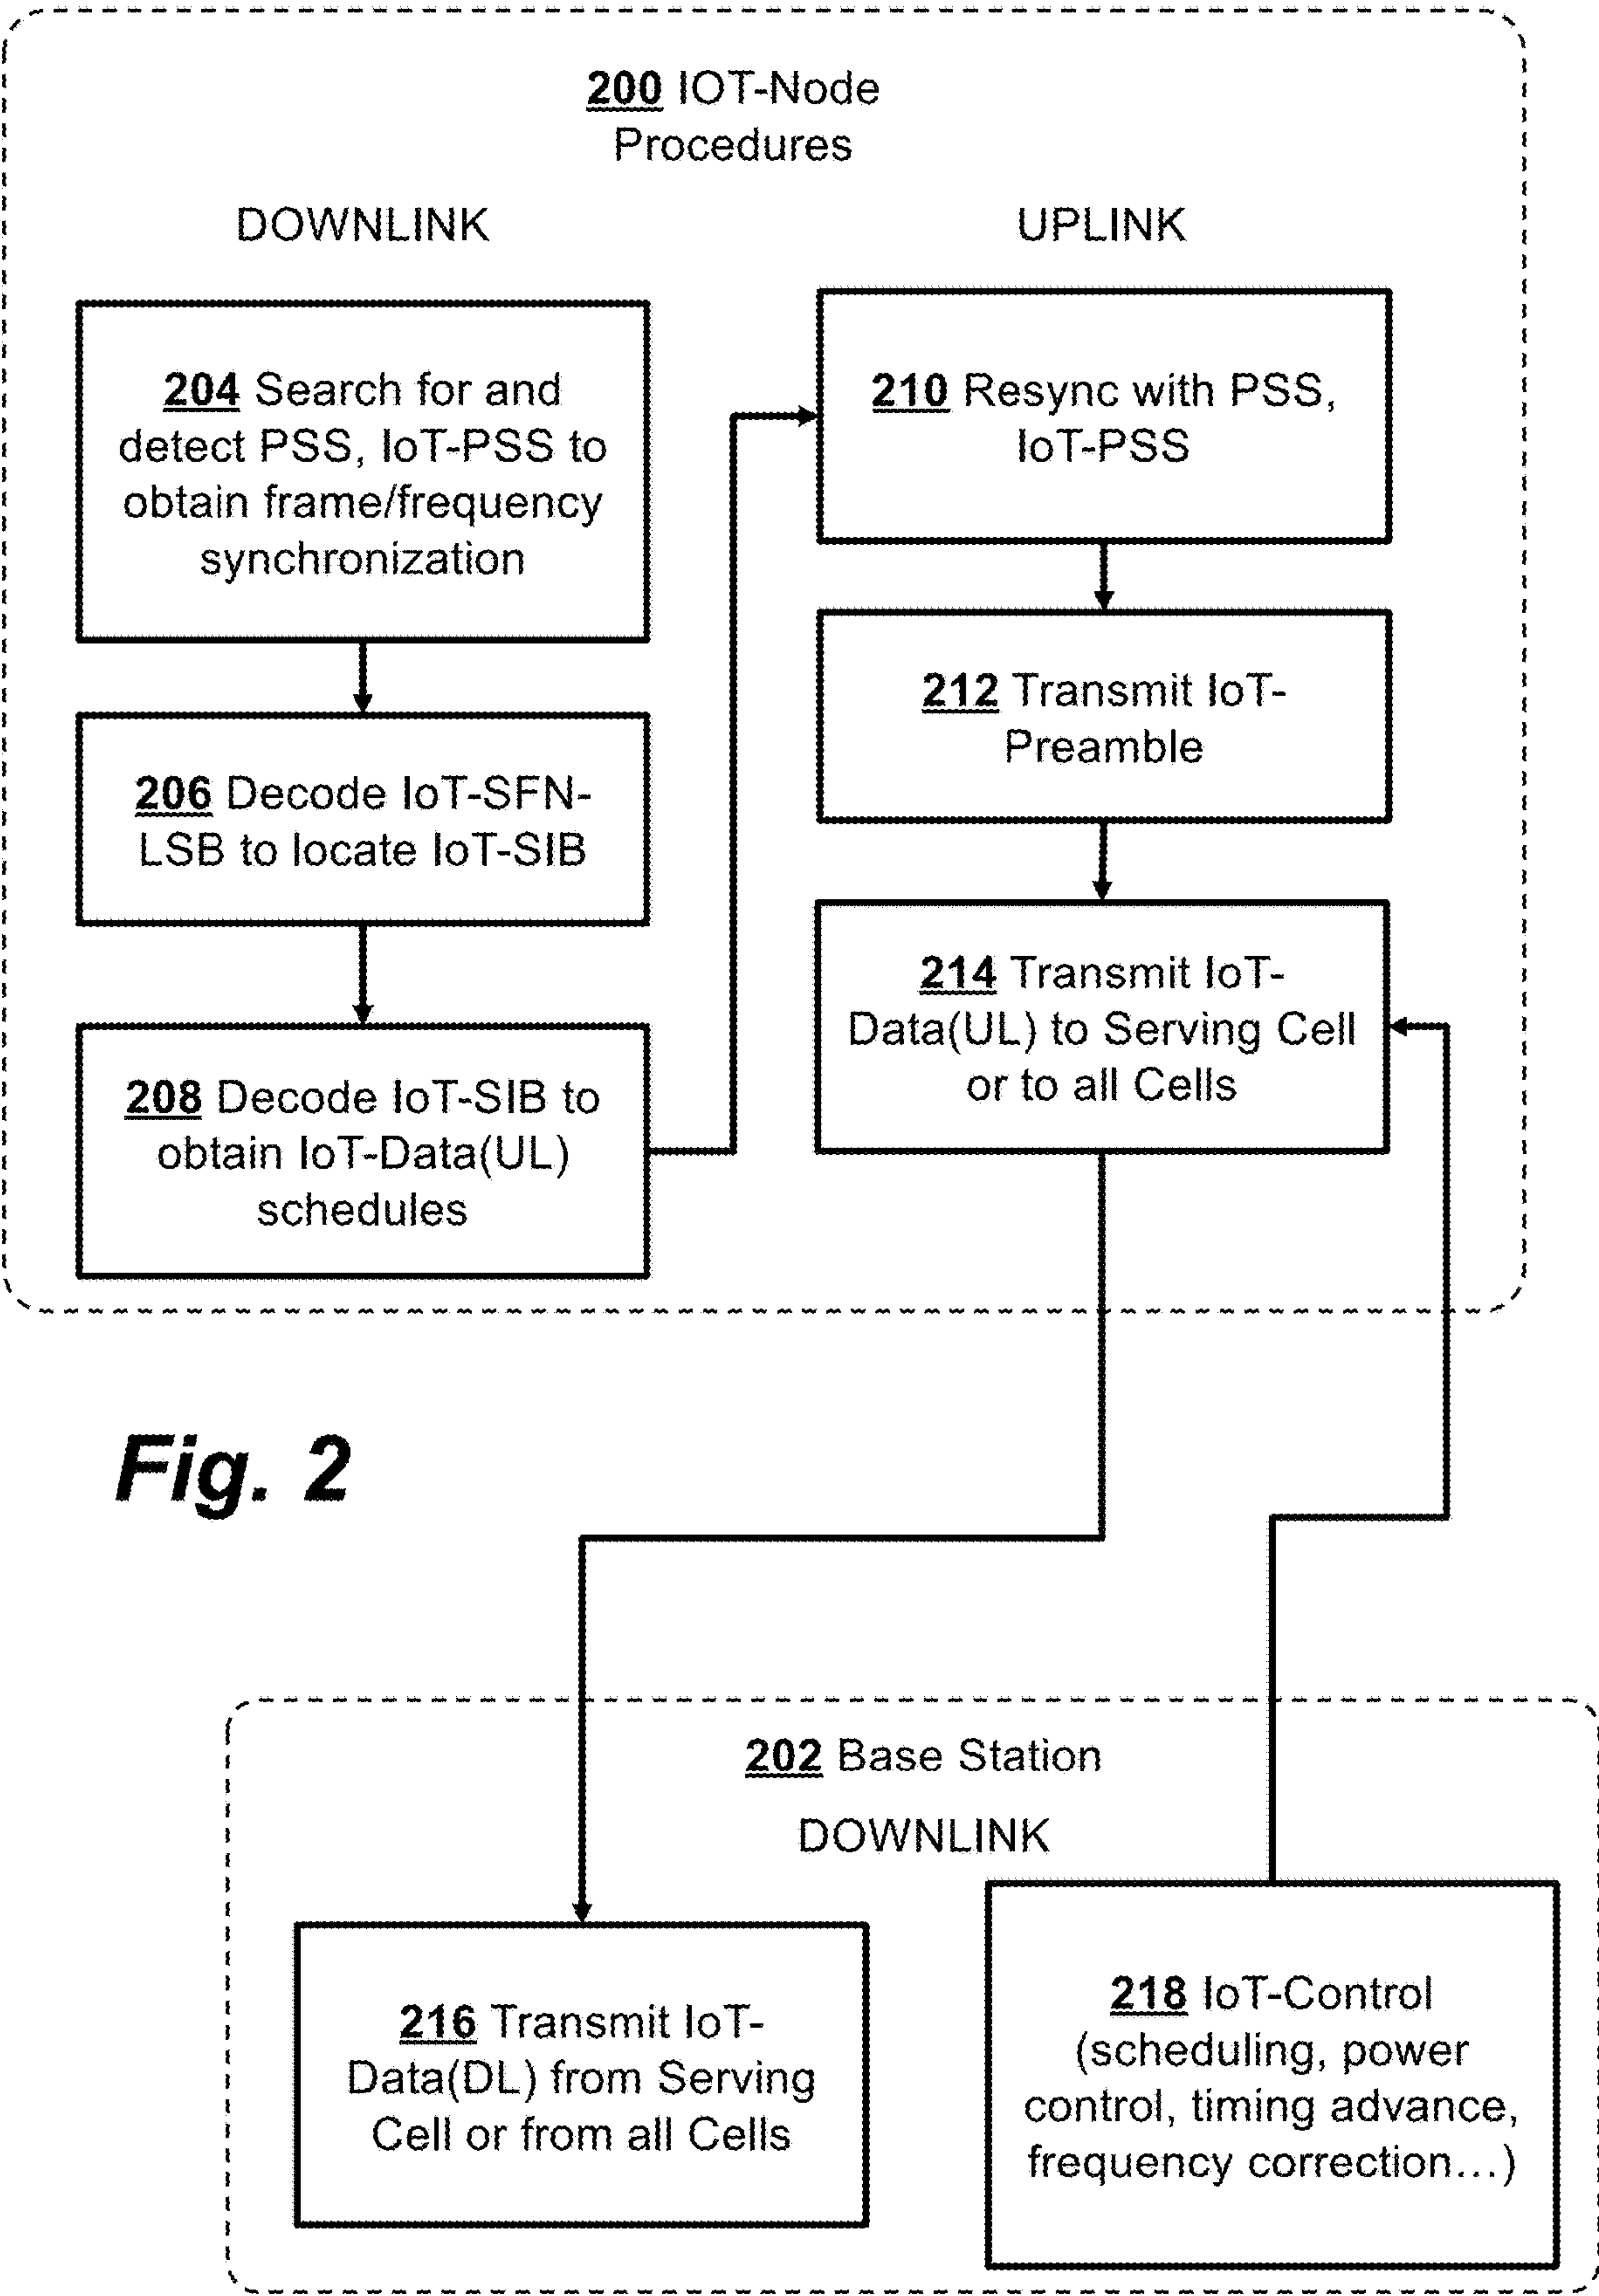 200 IOT-Node
Procedures
DOWNLINK
204 Search for and
detect PSS, IoT-PSS to
obtain frame/frequency
synchronization
206 Decode IoT-SFN-
LSB to locate IoT-SIB
208 Decode IoT-SIB to
obtain IoT-Data(UL)
schedules
UPLINK
210 Resync with PSS,
IoT-PSS
212 Transmit IoT-
Preamble
214 Transmit IoT-
Data(UL) to Serving Cell
or to all Cells
Fig. 2
202 Base Station
DOWNLINK
216 Transmit IoT-
Data(DL) from Serving
Cell or from all Cells
218 IoT-Control
(scheduling, power
control, timing advance,
frequency correction...)